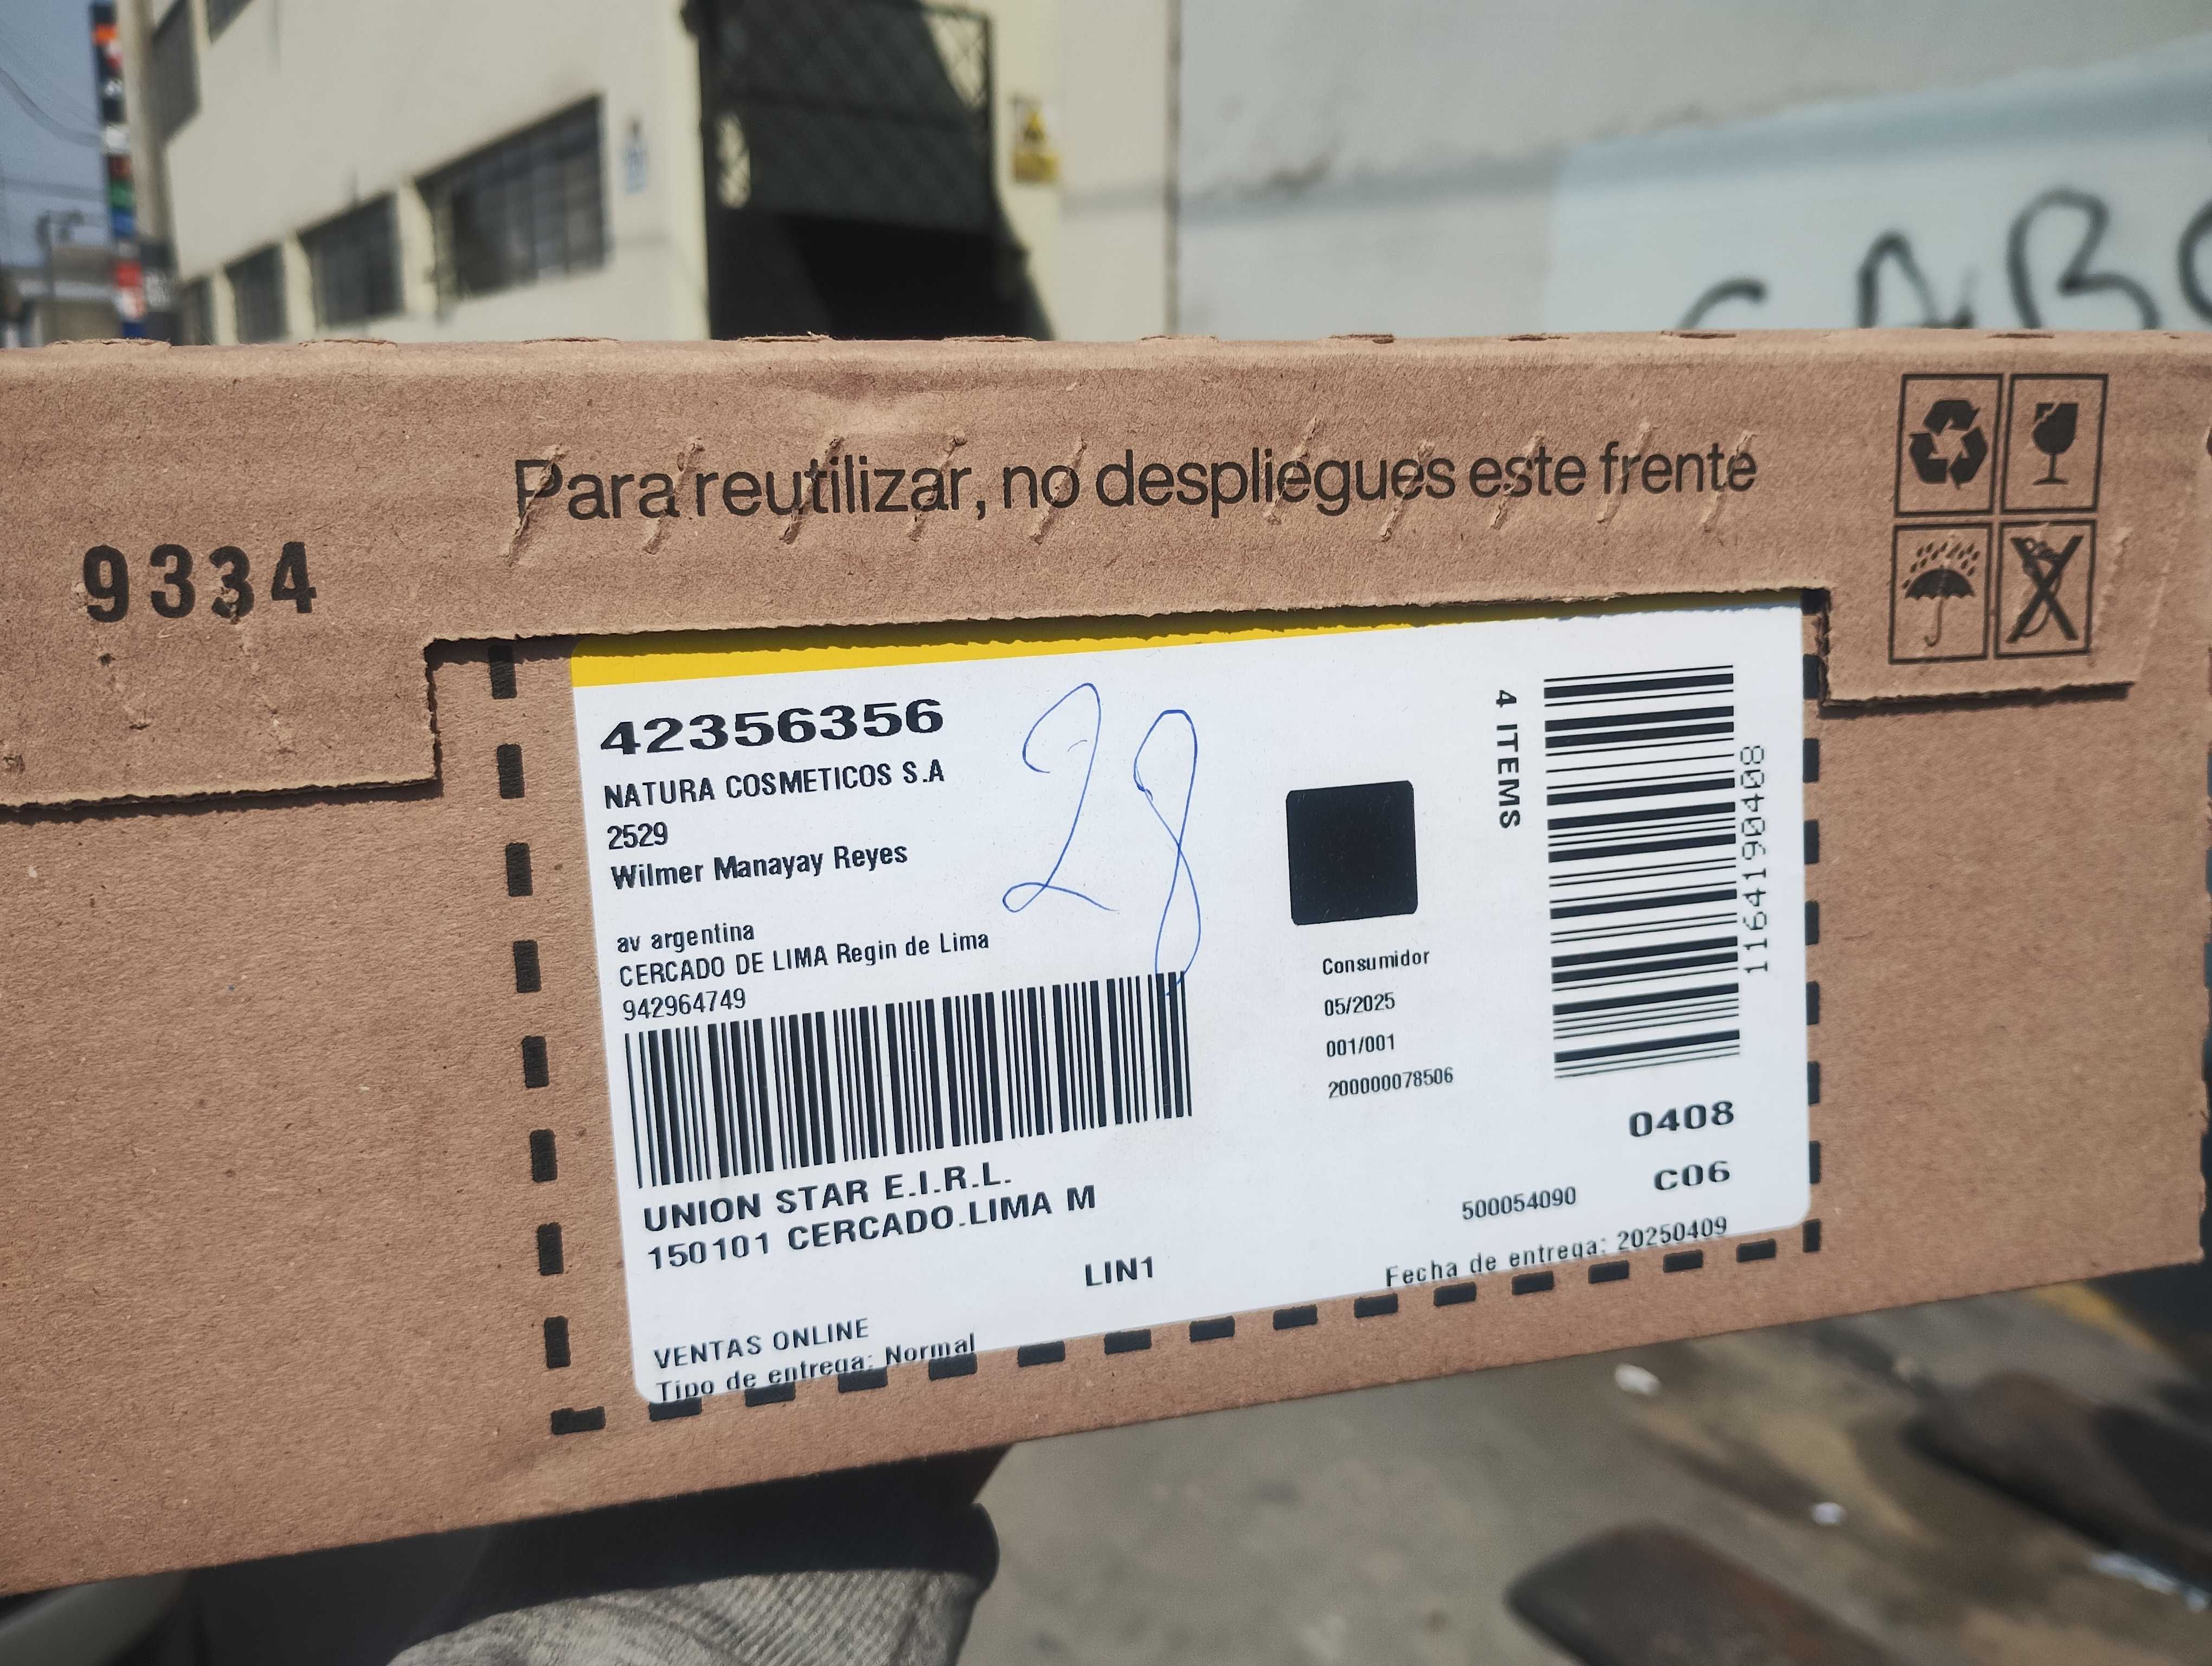 Para reutilizar, no despliegues este frente
9334
42356356
NATURA COSMETICOS S.A
2529
Wilmer Manayay Reyes
av argentina
CERCADO DE LIMA Regin de Lima
942964749
28
UNION STAR E.I.R.L.
150101 CERCADO.LIMA M
LIN1
VENTAS ONLINE
Tipo de entrega: Normal
4 ITEMS
1164190408
Consumidor
05/2025
001/001
200000078506
0408
C06
500054090
Fecha de entrega: 20250409